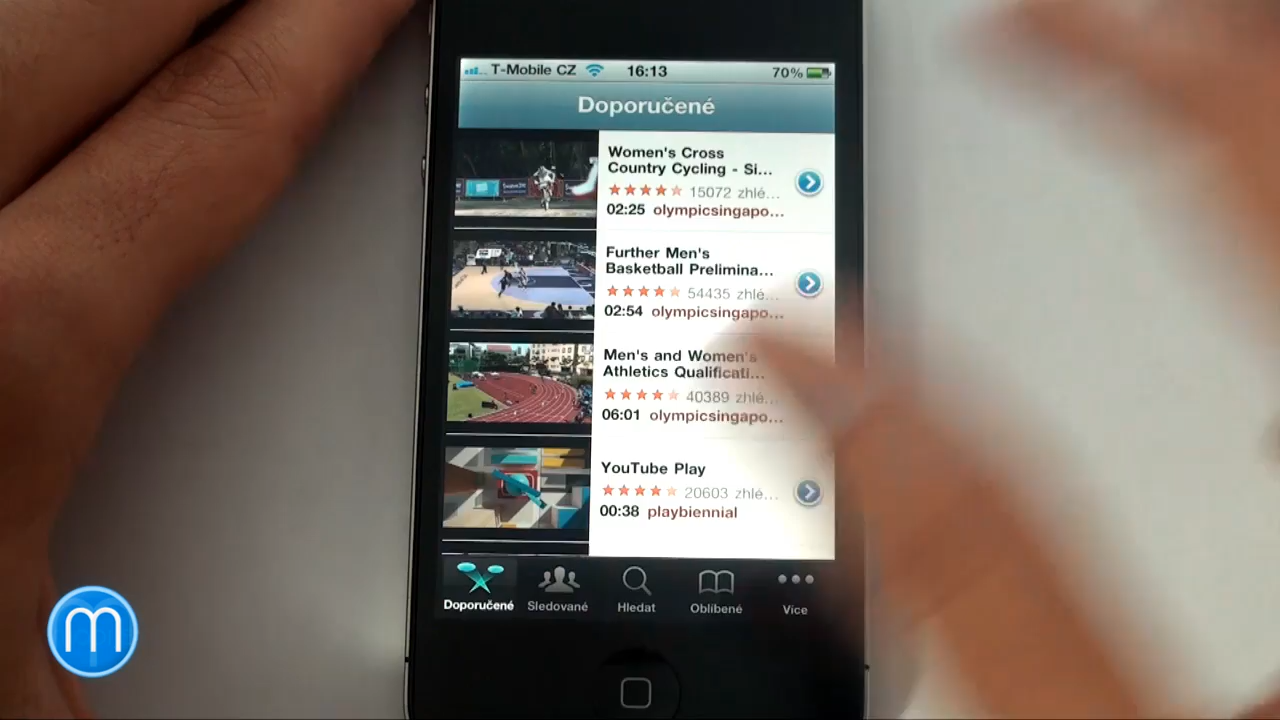 T-Mobile CZ 16:13 70%
Doporučené
Women's Cross
Country Cycling - Si...
15072 zhlé...
02:25 olympicsingapo...
Further Men's
Basketball Prelimina...
54435 zhlé...
02:54 olympicsingapo...
Men's and Women's
Athletics Qualificati...
40389 zhlé...
06:01 olympicsingapo...
YouTube Play
20603 zhlé...
00:38 playbiennial
Doporučené Sledované Hledat Oblíbené Více
m